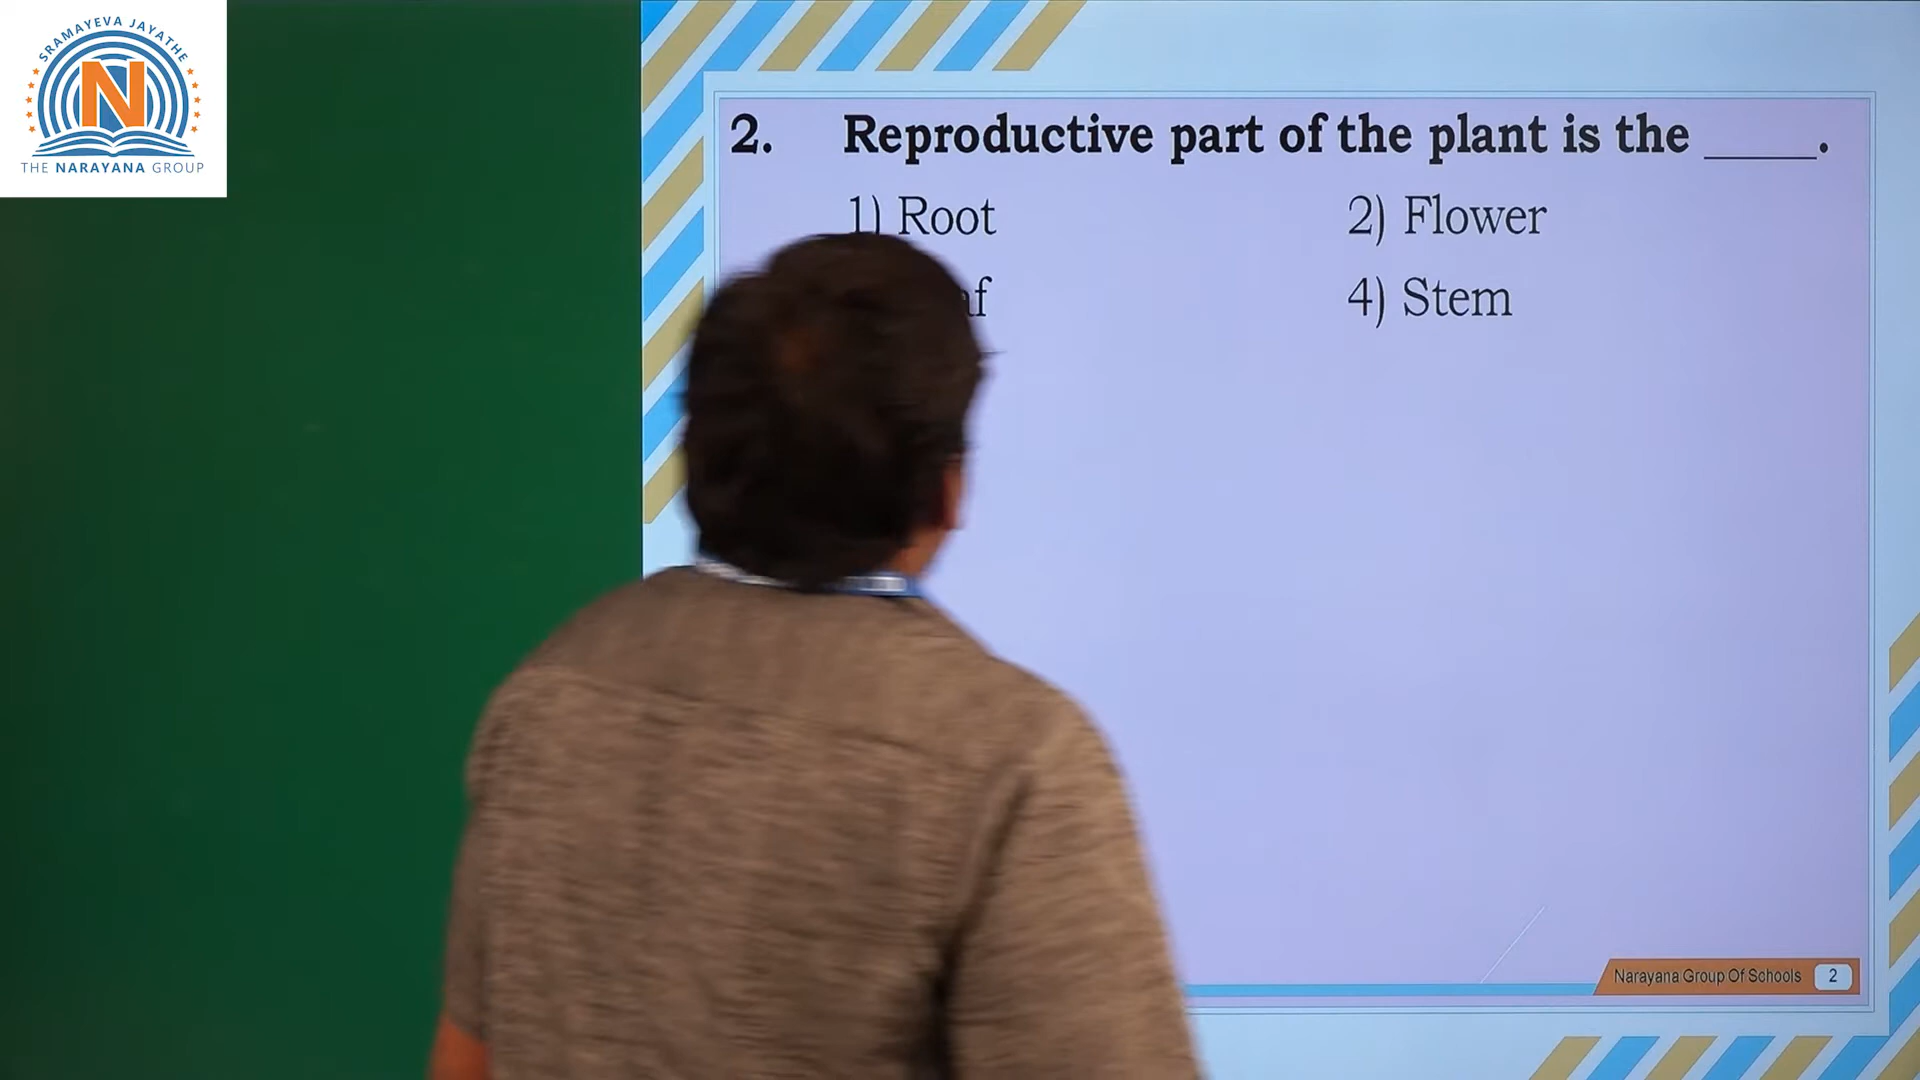 SRAMAYEVA JAYATHE
N
THE NARAYANA GROUP
2. Reproductive part of the plant is the _____.
1) Root 2) Flower
4) Stem
Narayana Group Of Schools 2